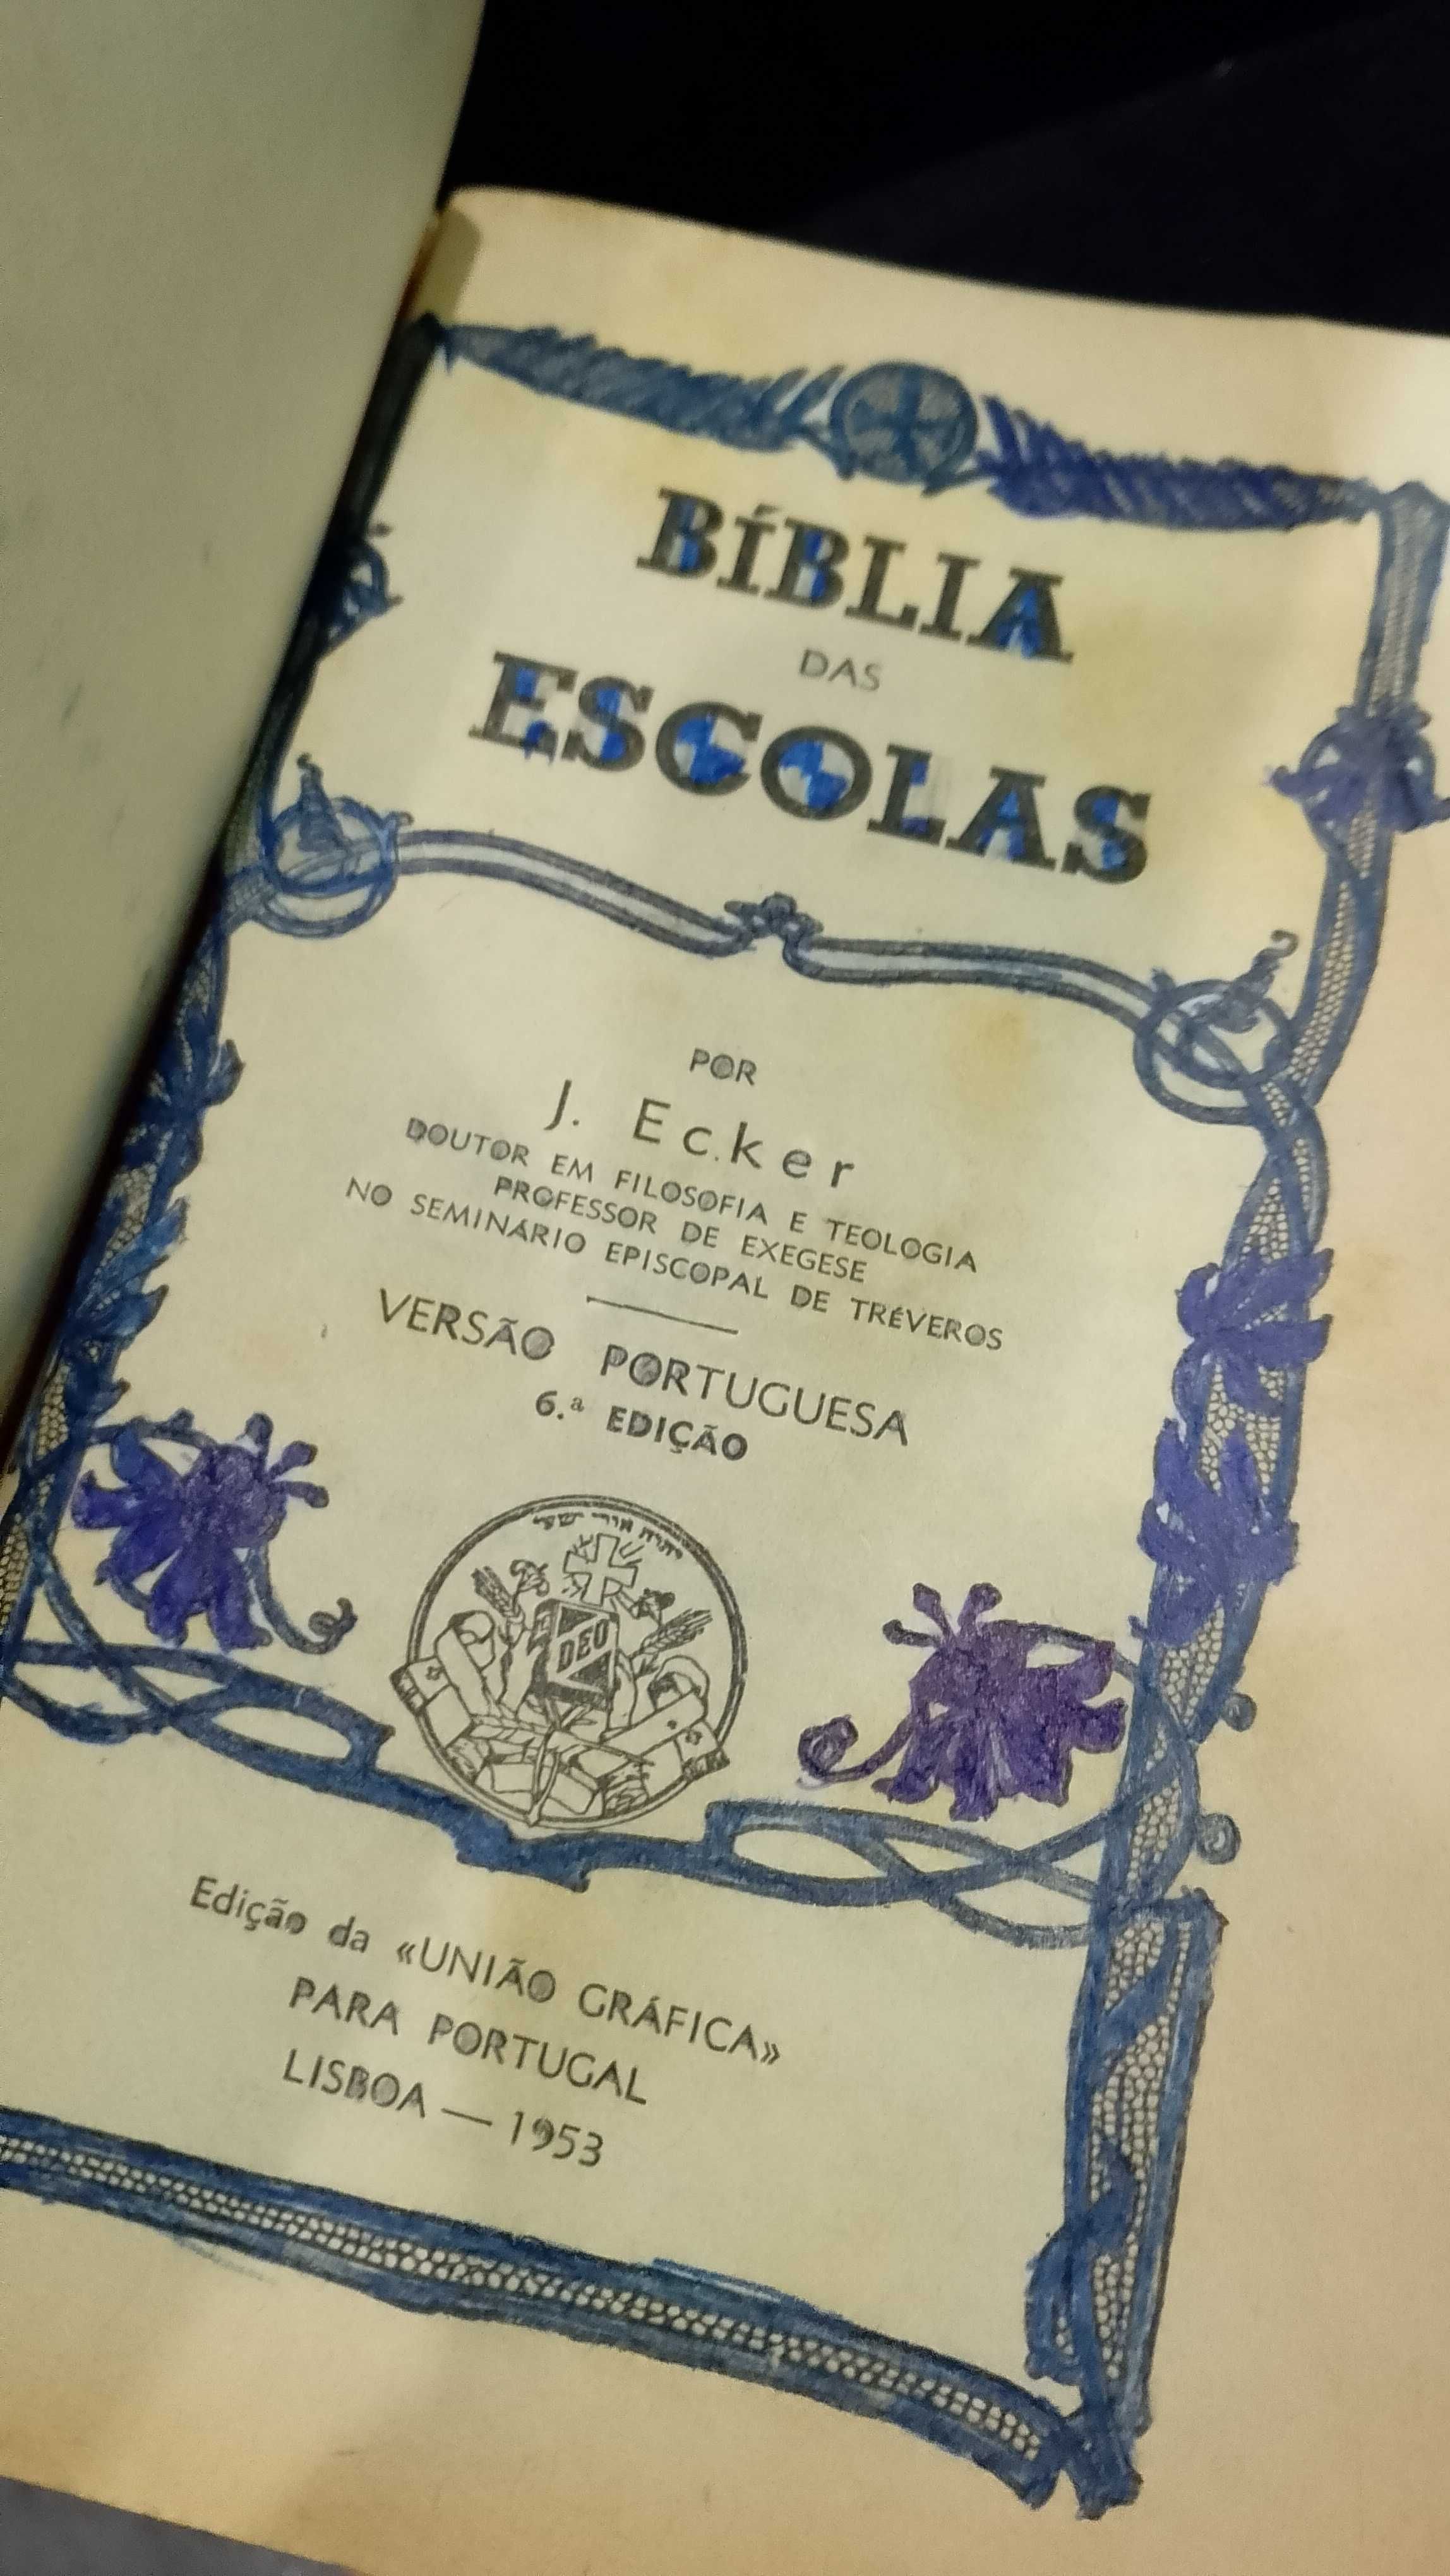 BÍBLIA
DAS
ESCOLAS
POR
J. Ecker
DOUTOR EM FILOSOFIA E TEOLOGIA
PROFESSOR DE EXEGESE
NO SEMINÁRIO EPISCOPAL DE TRÉVEROS
VERSÃO PORTUGUESA
6.ª EDIÇÃO
DEO
Edição da «UNIÃO GRÁFICA»
PARA PORTUGAL
LISBOA — 1953